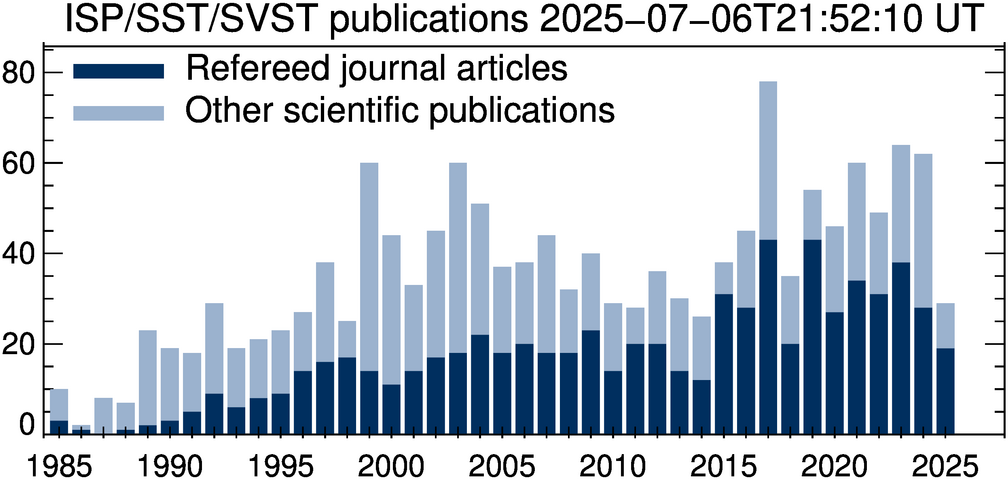 ISP/SST/SVST publications 2025−07−06T21:52:10 UT
Refereed journal articles
Other scientific publications
80
60
40
20
0
1985 1990 1995 2000 2005 2010 2015 2020 2025